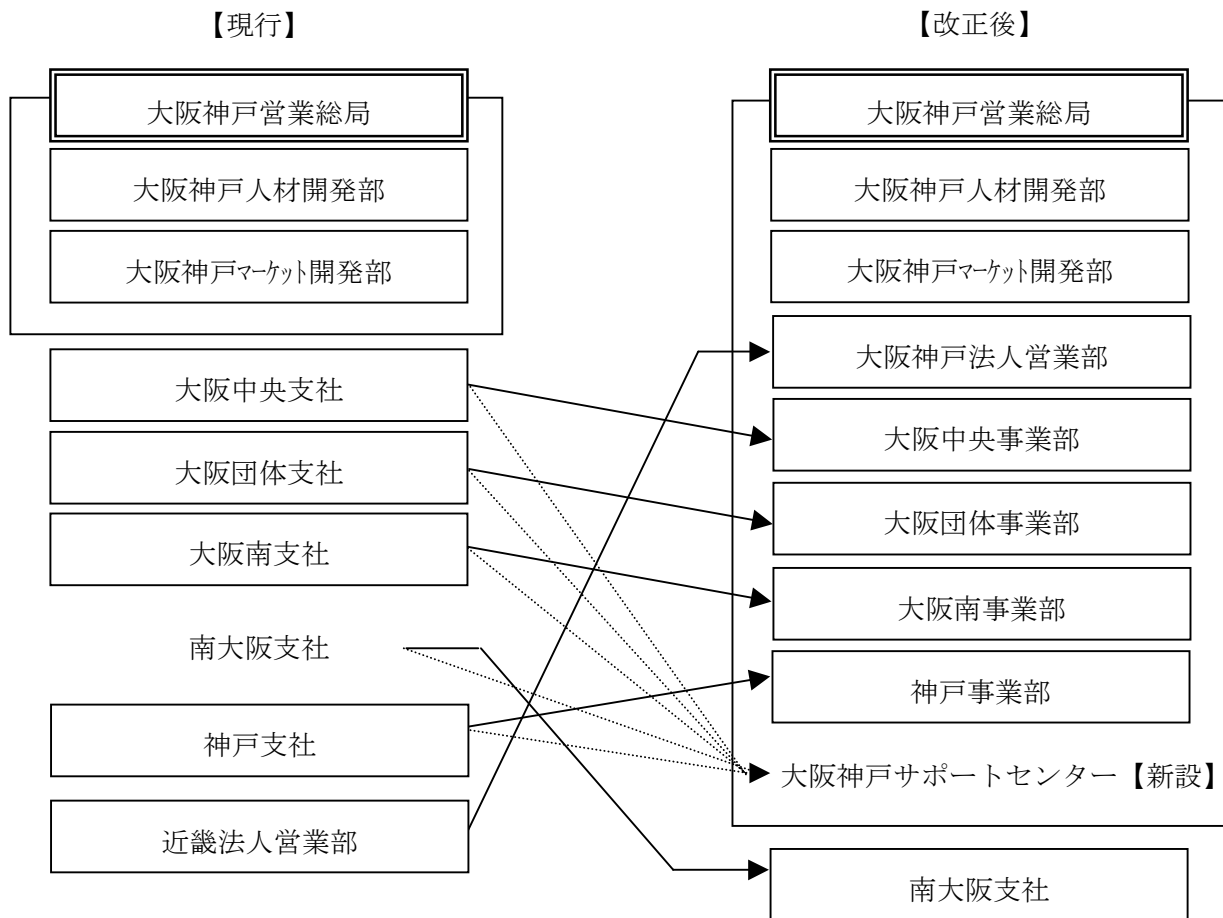 【現行】
大阪神戸営業総局
大阪神戸人材開発部
大阪神戸ﾏｰｹｯﾄ開発部
大阪中央支社
大阪団体支社
大阪南支社
南大阪支社
神戸支社
近畿法人営業部
【改正後】
大阪神戸営業総局
大阪神戸人材開発部
大阪神戸ﾏｰｹｯﾄ開発部
大阪神戸法人営業部
大阪中央事業部
大阪団体事業部
大阪南事業部
神戸事業部
大阪神戸サポートセンター【新設】
南大阪支社